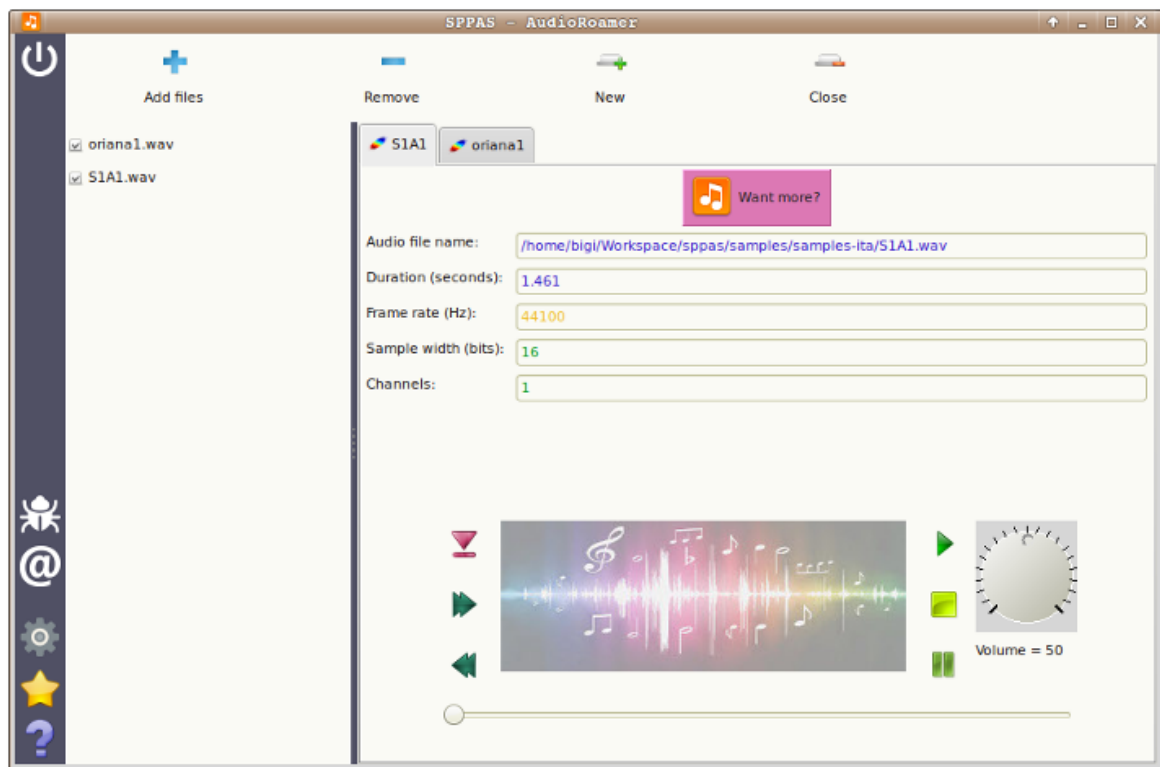 SPPAS - AudioRoamer
Add files
Remove
New
Close
oriana1.wav
S1A1.wav
S1A1
oriana1
Want more?
Audio file name: /home/bigi/Workspace/sppas/samples/samples-ita/S1A1.wav
Duration (seconds): 1.461
Frame rate (Hz): 44100
Sample width (bits): 16
Channels: 1
Volume = 50